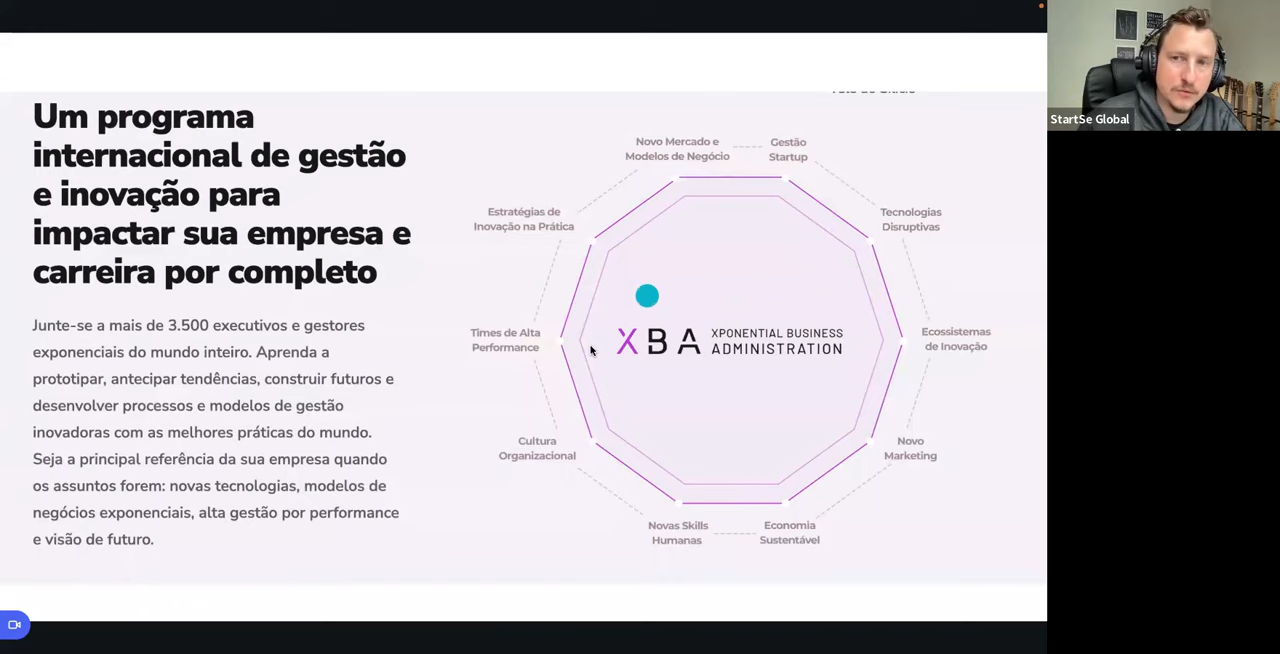 Um programa
internacional de gestão
e inovação para
impactar sua empresa e
carreira por completo
Junte-se a mais de 3.500 executivos e gestores
exponenciais do mundo inteiro. Aprenda a
prototipar, antecipar tendências, construir futuros e
desenvolver processos e modelos de gestão
inovadoras com as melhores práticas do mundo.
Seja a principal referência da sua empresa quando
os assuntos forem: novas tecnologias, modelos de
negócios exponenciais, alta gestão por performance
e visão de futuro.
Novo Mercado e
Modelos de Negócio
Gestão
Startup
Estratégias de
Inovação na Prática
Tecnologias
Disruptivas
Times de Alta
Performance
XBA
XPONENTIAL BUSINESS
ADMINISTRATION
Ecossistemas
de Inovação
Cultura
Organizacional
Novo
Marketing
Novas Skills
Humanas
Economia
Sustentável
StartSe Global